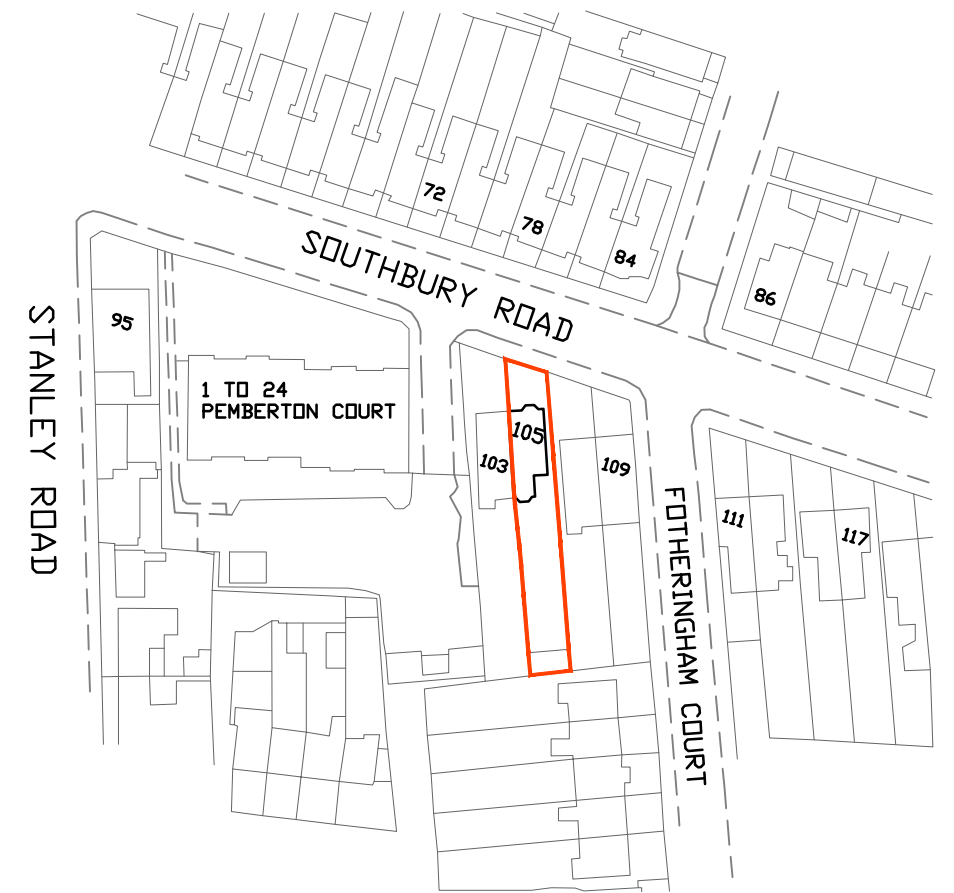 72
78
84
86
SOUTHBURY ROAD
STANLEY ROAD
95
1 TO 24
PEMBERTON COURT
103
105
109
111
117
FOTHERINGHAM COURT